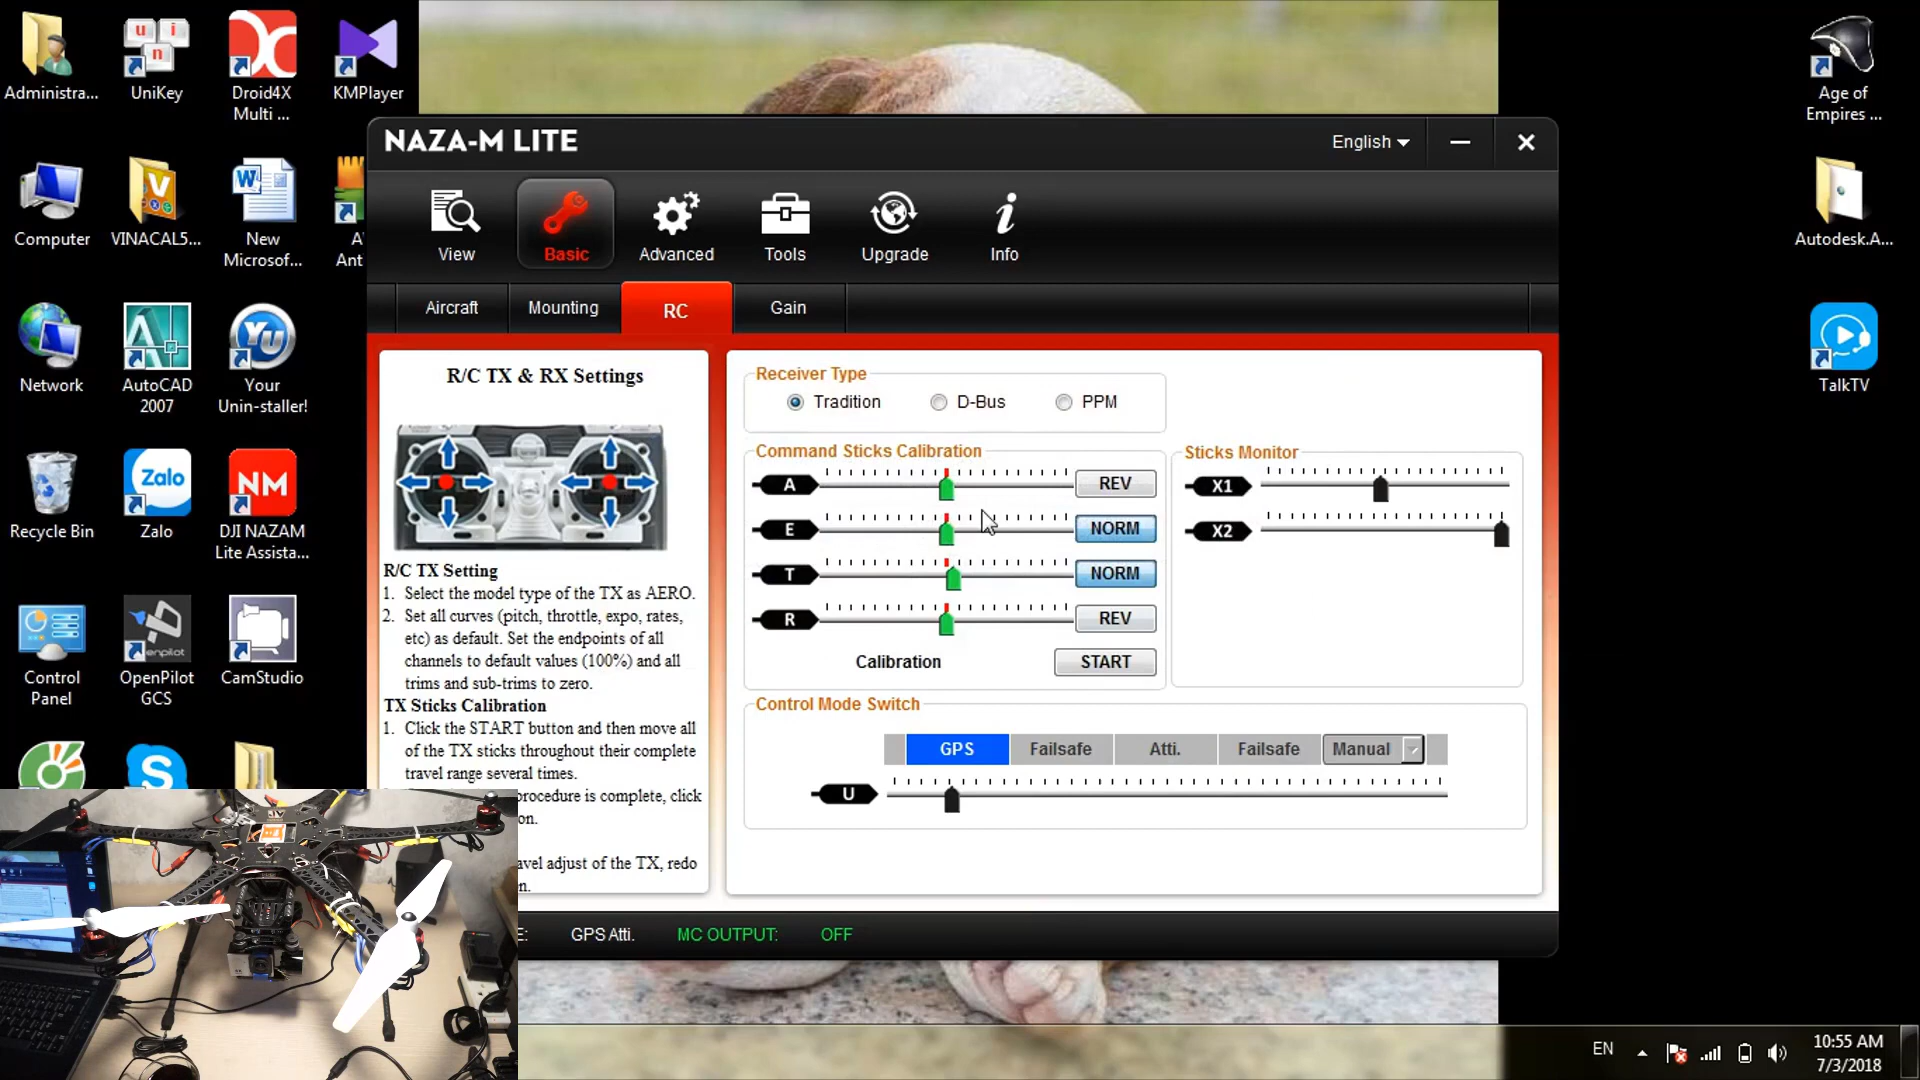 Administra...
UniKey
Droid4X
Multi ...
KMPlayer
Computer
VINACAL5...
New
Microsof...
Ant
Network
AutoCAD
2007
Your
Unin-staller!
Recycle Bin
Zalo
Zalo
NM
DJI NAZAM
Lite Assista...
Control
Panel
OpenPilot
GCS
CamStudio
Age of
Empires ...
Autodesk.A...
TalkTV
NAZA-M LITE
English
View
Basic
Advanced
Tools
Upgrade
Info
Aircraft
Mounting
RC
Gain
R/C TX & RX Settings
R/C TX Setting
1. Select the model type of the TX as AERO.
2. Set all curves (pitch, throttle, expo, rates,
etc) as default. Set the endpoints of all
channels to default values (100%) and all
trims and sub-trims to zero.
TX Sticks Calibration
1. Click the START button and then move all
of the TX sticks throughout their complete
travel range several times.
procedure is complete, click
on.
avel adjust of the TX, redo
en.
Receiver Type
Tradition
D-Bus
PPM
Command Sticks Calibration
A
REV
E
NORM
T
NORM
R
REV
Calibration
START
Sticks Monitor
X1
X2
Control Mode Switch
GPS
Failsafe
Atti.
Failsafe
Manual
U
E:
GPS Atti.
MC OUTPUT:
OFF
EN
10:55 AM
7/3/2018